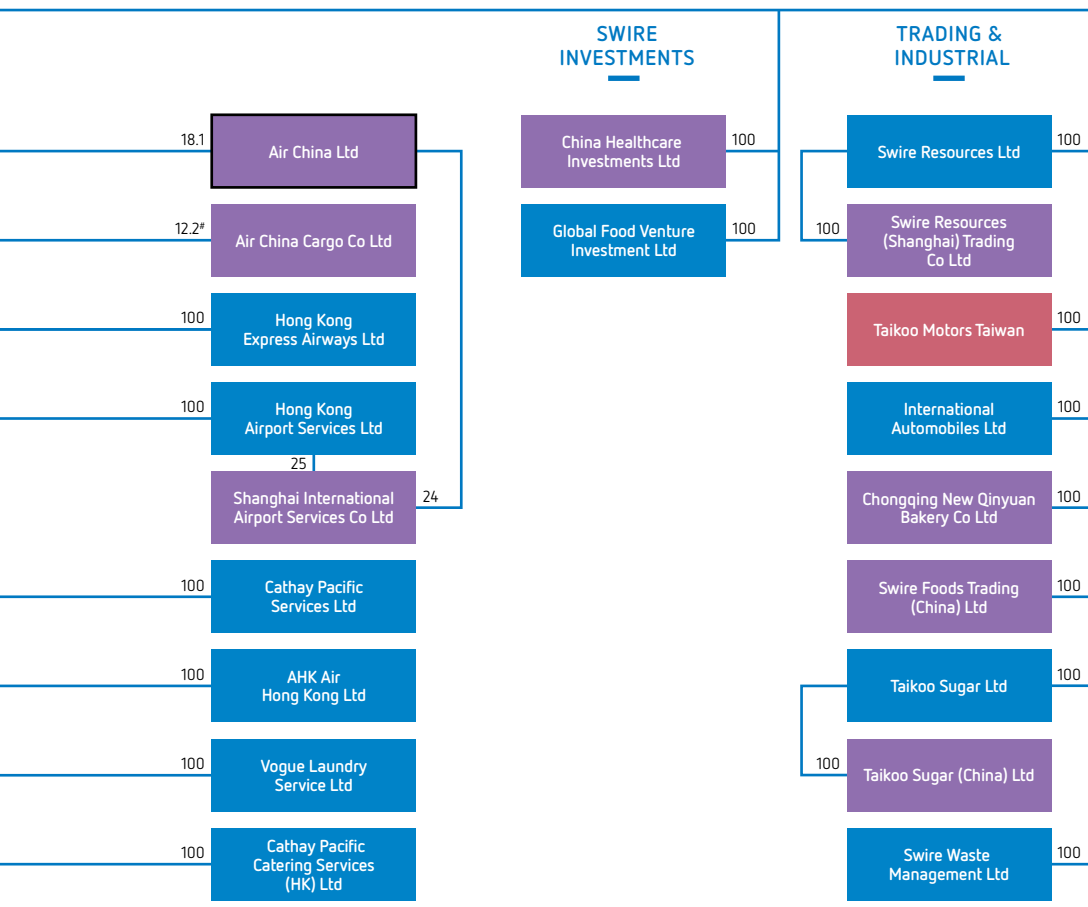 SWIRE
INVESTMENTS
TRADING &
INDUSTRIAL
18.1
Air China Ltd
12.2#
Air China Cargo Co Ltd
100
Hong Kong
Express Airways Ltd
100
Hong Kong
Airport Services Ltd
25
Shanghai International
Airport Services Co Ltd
24
100
Cathay Pacific
Services Ltd
100
AHK Air
Hong Kong Ltd
100
Vogue Laundry
Service Ltd
100
Cathay Pacific
Catering Services
(HK) Ltd
China Healthcare
Investments Ltd
100
Global Food Venture
Investment Ltd
100
Swire Resources Ltd
100
100
Swire Resources
(Shanghai) Trading
Co Ltd
Taikoo Motors Taiwan
100
International
Automobiles Ltd
100
Chongqing New Qinyuan
Bakery Co Ltd
100
Swire Foods Trading
(China) Ltd
100
Taikoo Sugar Ltd
100
100
Taikoo Sugar (China) Ltd
Swire Waste
Management Ltd
100